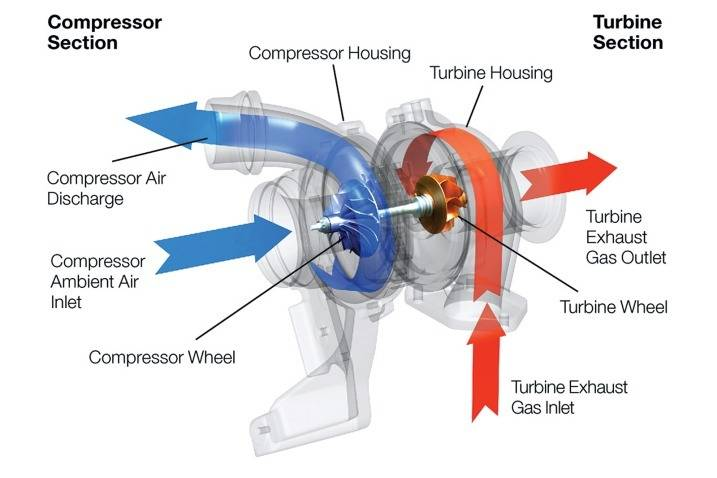 Compressor
Section
Turbine
Section
Compressor Housing
Turbine Housing
Compressor Air
Discharge
Compressor
Ambient Air
Inlet
Turbine
Exhaust
Gas Outlet
Turbine Wheel
Compressor Wheel
Turbine Exhaust
Gas Inlet